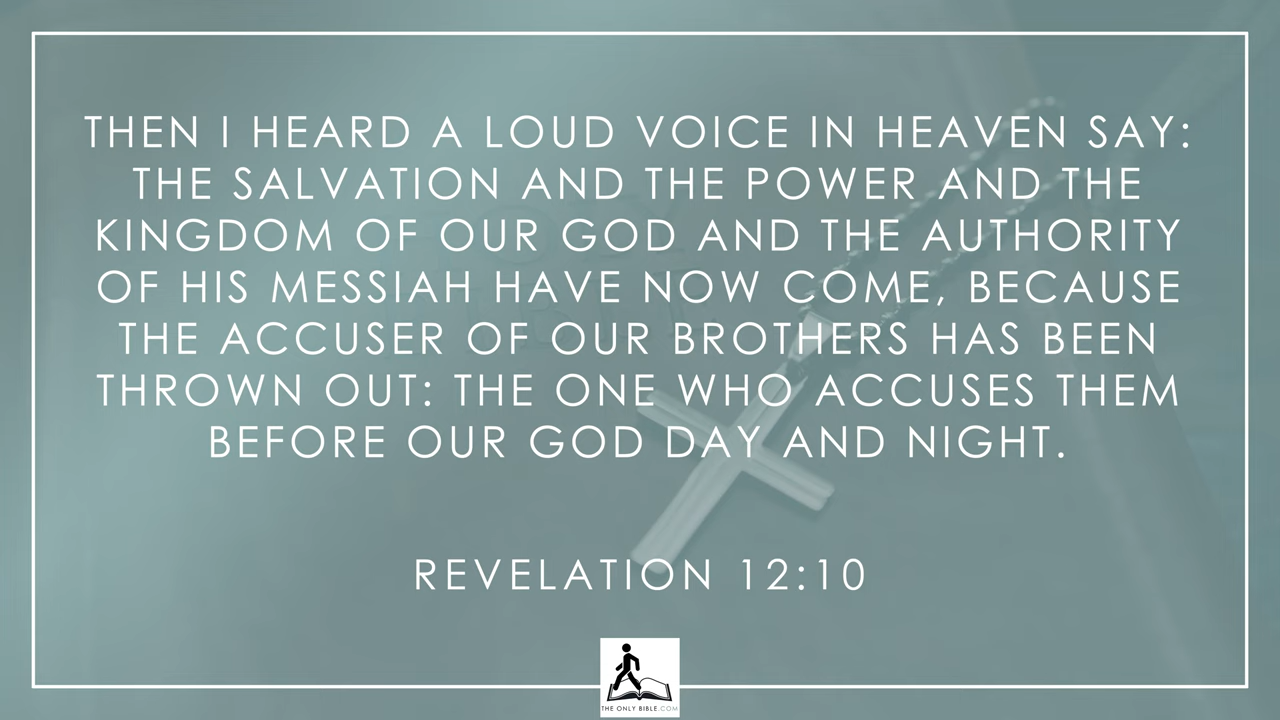 THEN I HEARD A LOUD VOICE IN HEAVEN SAY:
THE SALVATION AND THE POWER AND THE
KINGDOM OF OUR GOD AND THE AUTHORITY
OF HIS MESSIAH HAVE NOW COME, BECAUSE
THE ACCUSER OF OUR BROTHERS HAS BEEN
THROWN OUT: THE ONE WHO ACCUSES THEM
BEFORE OUR GOD DAY AND NIGHT.
REVELATION 12:10
THE ONLY BIBLE.COM